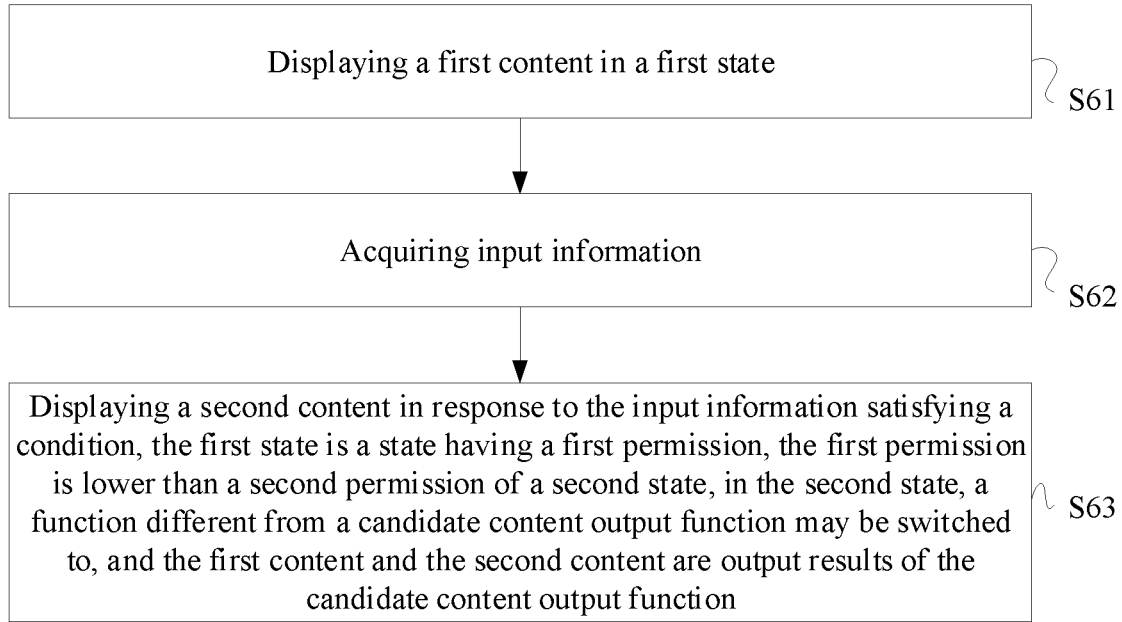 Displaying a first content in a first state
S61
Acquiring input information
S62
Displaying a second content in response to the input information satisfying a
condition, the first state is a state having a first permission, the first permission
is lower than a second permission of a second state, in the second state, a
function different from a candidate content output function may be switched
to, and the first content and the second content are output results of the
candidate content output function
S63